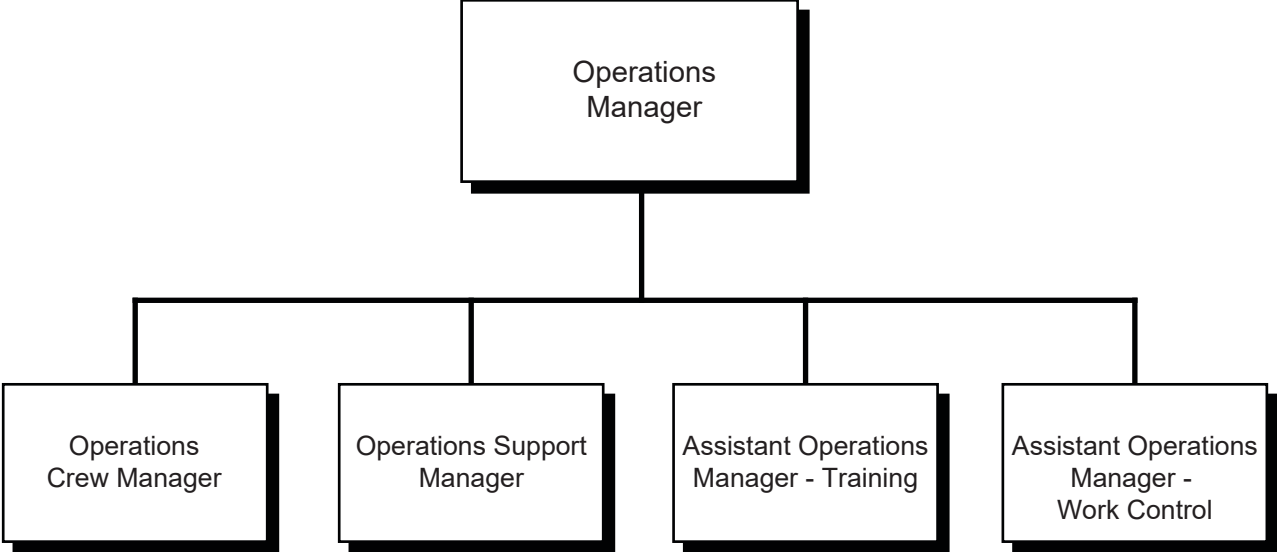 Operations
Manager
Operations
Crew Manager
Operations Support
Manager
Assistant Operations
Manager - Training
Assistant Operations
Manager -
Work Control